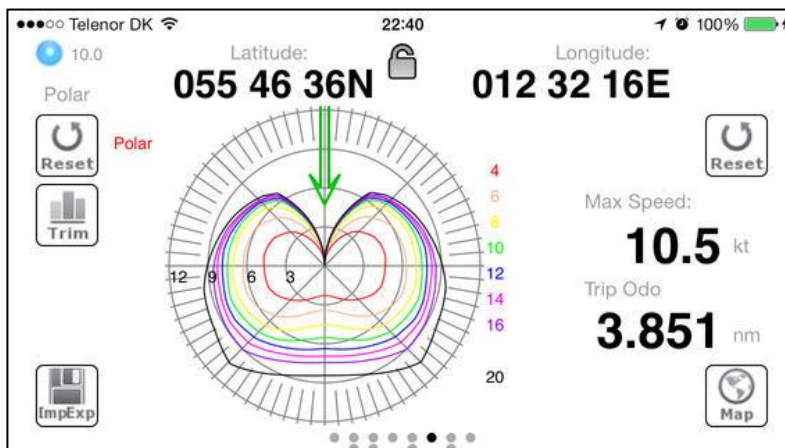 Telenor DK 22:40 100%
10.0 Latitude: Longitude:
055 46 36N 012 32 16E
Polar
Reset Polar Reset
Trim
4
6
8
10
12
14
16
20
12 9 6 3
Max Speed:
10.5 kt
Trip Odo
3.851 nm
ImpExp Map